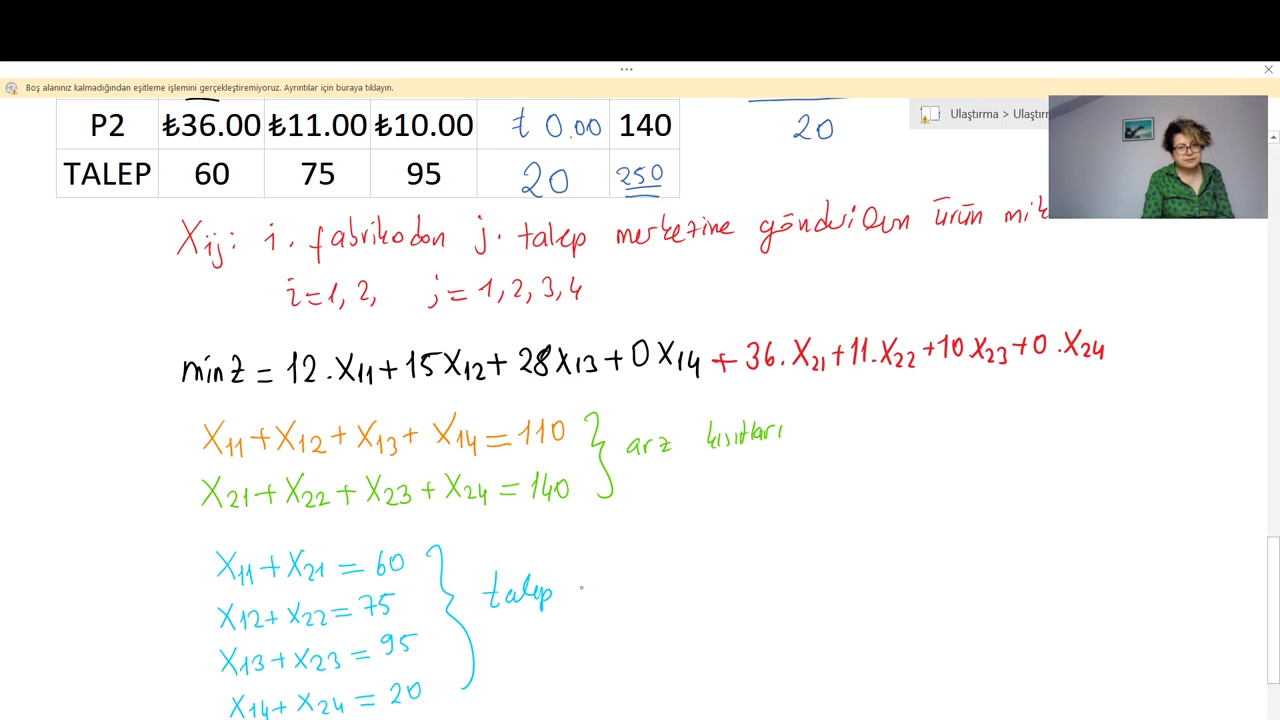 Boş alanınız kalmadığından eşitleme işlemini gerçekleştiremiyoruz. Ayrıntılar için buraya tıklayın.
P2 ₺36.00 ₺11.00 ₺10.00 ₺ 0.00 140 20
Ulaştırma > Ulaştırm
TALEP 60 75 95 20 250
Xij: i. fabrikadan j. talep merkezine gönderilen ürün mik
i=1, 2, j = 1, 2, 3, 4
min z = 12.X11+15X12+28X13+0X14 + 36.X21+11.X22+10X23+0.X24
X11+X12+X13+X14=110
arz kısıtları
X21+X22+X23+X24=140
X11+X21=60
X12+X22=75
talep
X13+X23=95
X14+X24=20